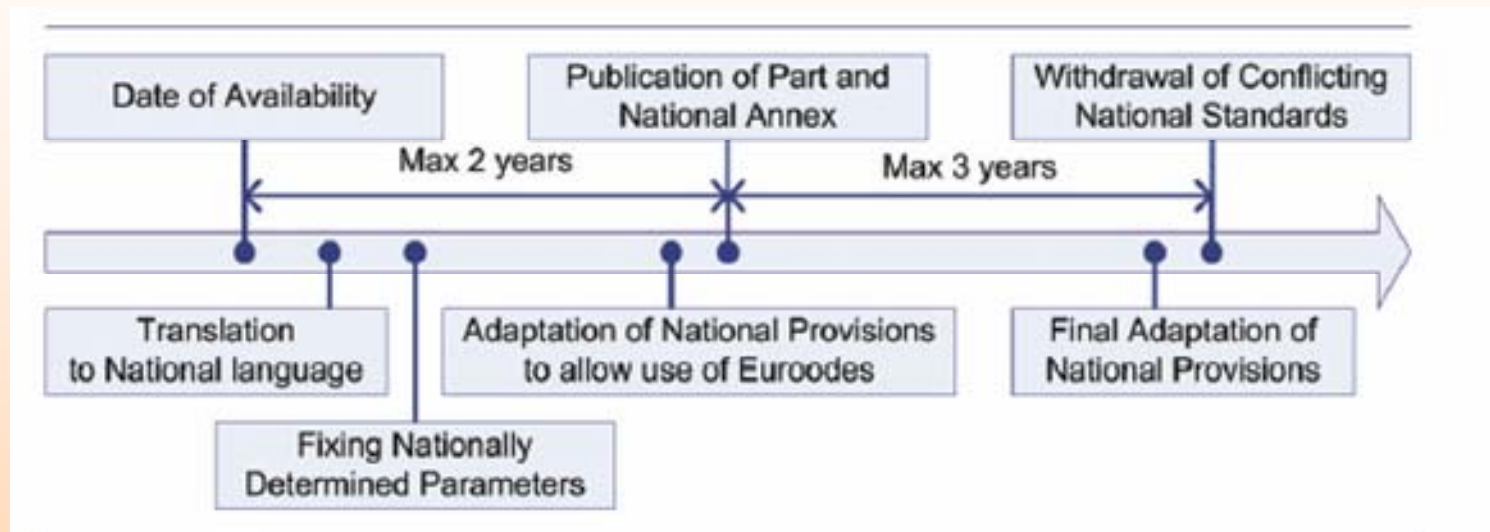 Date of Availability
Publication of Part and
National Annex
Withdrawal of Conflicting
National Standards
Max 2 years
Max 3 years
Translation
to National language
Adaptation of National Provisions
to allow use of Euroodes
Final Adaptation of
National Provisions
Fixing Nationally
Determined Parameters